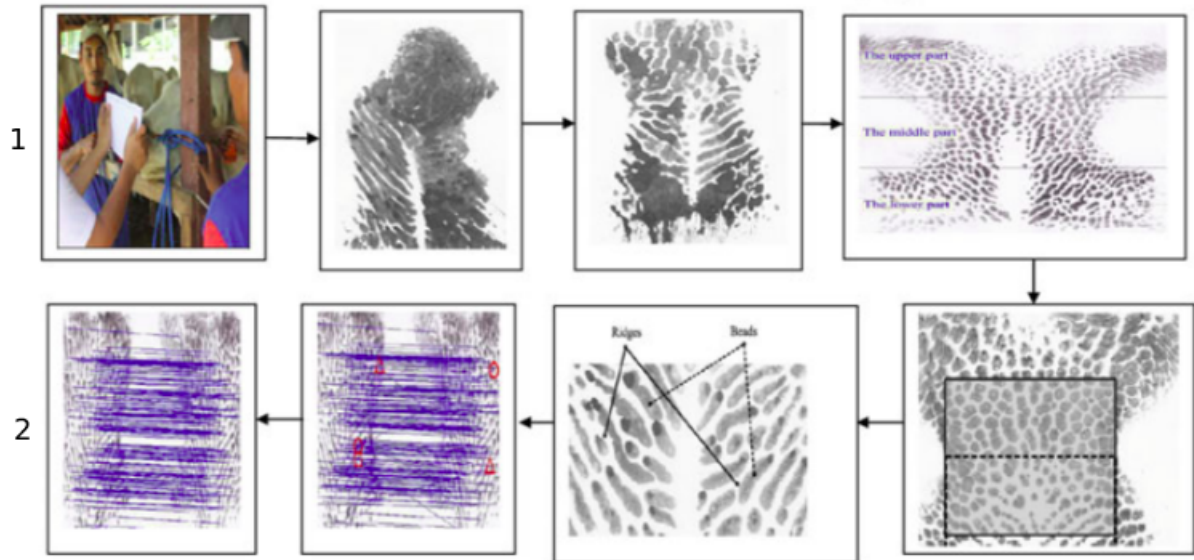 1
The upper part
The middle part
The lower part
2
Ridges
Beads